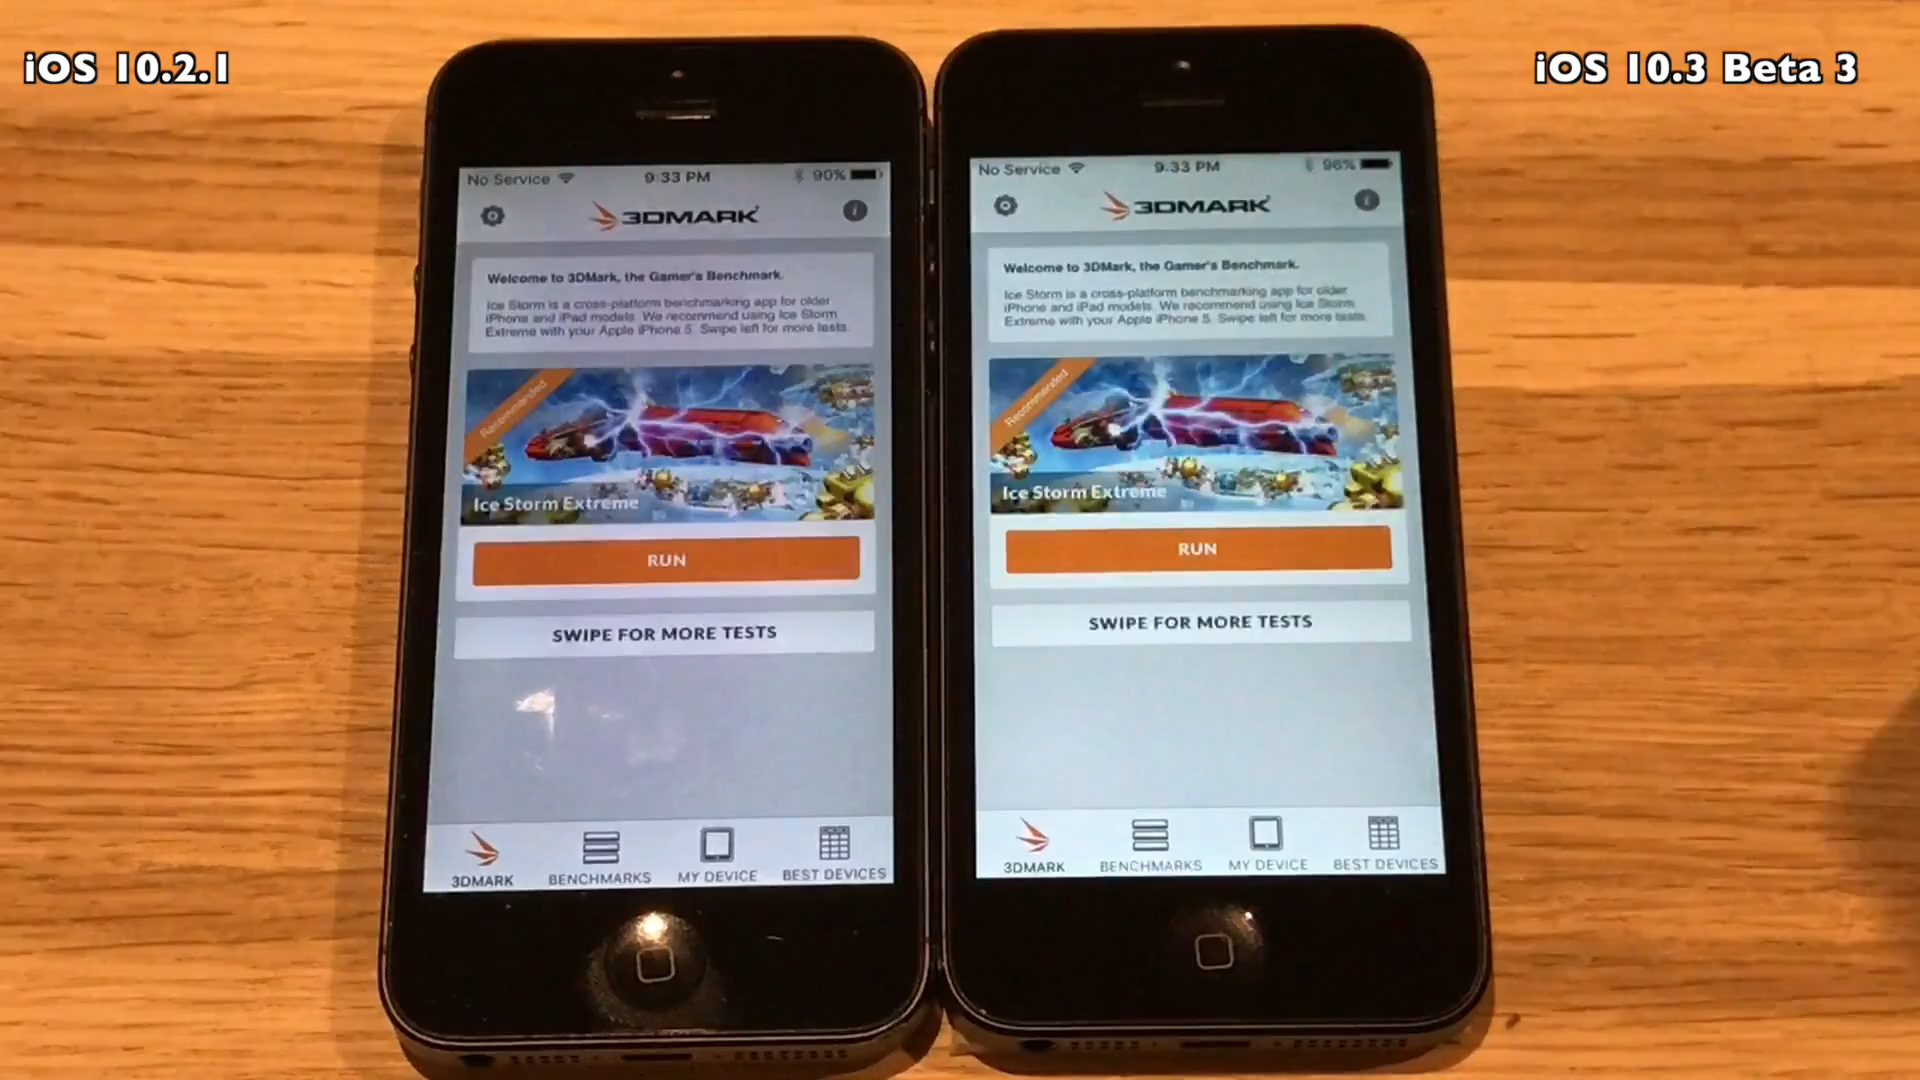 iOS 10.2.1
iOS 10.3 Beta 3
No Service 9:33 PM 90%
3DMARK
Welcome to 3DMark, the Gamer's Benchmark.
Ice Storm is a cross-platform benchmarking app for older
iPhone and iPad models. We recommend using Ice Storm
Extreme with your Apple iPhone 5. Swipe left for more tests.
Recommended
Ice Storm Extreme
RUN
SWIPE FOR MORE TESTS
3DMARK BENCHMARKS MY DEVICE BEST DEVICES
No Service 9:33 PM 96%
3DMARK
Welcome to 3DMark, the Gamer's Benchmark.
Ice Storm is a cross-platform benchmarking app for older
iPhone and iPad models. We recommend using Ice Storm
Extreme with your Apple iPhone 5. Swipe left for more tests.
Recommended
Ice Storm Extreme
RUN
SWIPE FOR MORE TESTS
3DMARK BENCHMARKS MY DEVICE BEST DEVICES